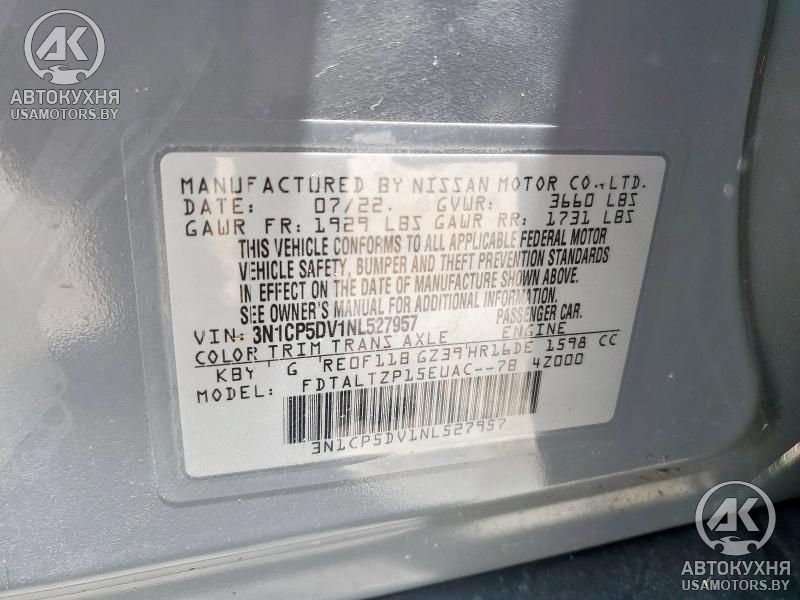 AK
АВТОКУХНЯ
USAMOTORS.BY
MANUFACTURED BY NISSAN MOTOR CO.,LTD.
DATE: 07/22. GVWR: 3660 LBS
GAWR FR: 1929 LBS GAWR RR: 1731 LBS
THIS VEHICLE CONFORMS TO ALL APPLICABLE FEDERAL MOTOR
VEHICLE SAFETY, BUMPER AND THEFT PREVENTION STANDARDS
IN EFFECT ON THE DATE OF MANUFACTURE SHOWN ABOVE.
SEE OWNER'S MANUAL FOR MORE INFORMATION.
VIN: 3N1CP5DV1NL527957 PASSENGER CAR.
COLOR TRIM TRANS AXLE ENGINE
KBY G RE0F11B GZ39 HR16DE 1598 CC
MODEL: FDTALTZP15EUAC--7B 4Z000
3N1CP5DV1NL527957
AK
АВТОКУХНЯ
USAMOTORS.BY